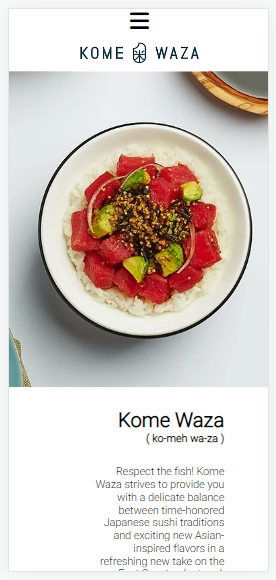 KOME WAZA
Kome Waza
( ko-meh wa-za )
Respect the fish! Kome
Waza strives to provide you
with a delicate balance
between time-honored
Japanese sushi traditions
and exciting new Asian-
inspired flavors in a
refreshing new take on the